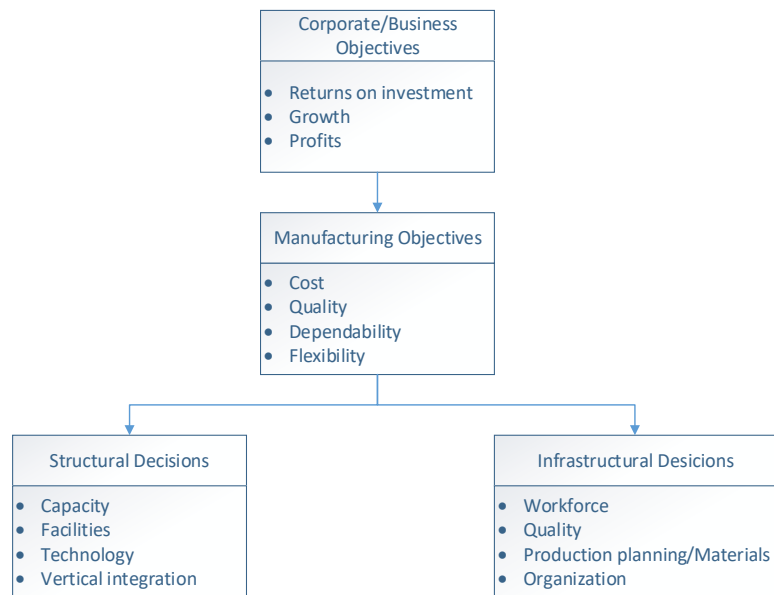 Corporate/Business
Objectives
• Returns on investment
• Growth
• Profits
Manufacturing Objectives
• Cost
• Quality
• Dependability
• Flexibility
Structural Decisions
• Capacity
• Facilities
• Technology
• Vertical integration
Infrastructural Desicions
• Workforce
• Quality
• Production planning/Materials
• Organization